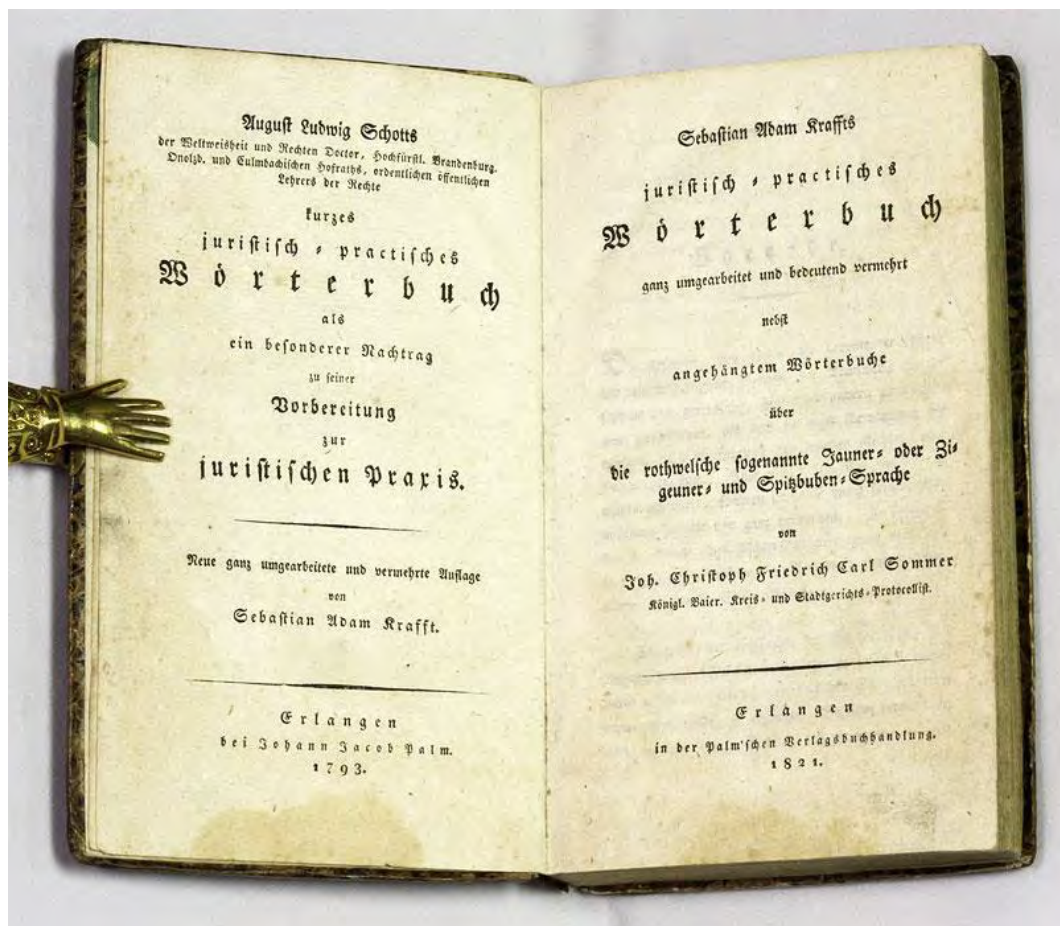 August Ludwig Schotts
der Weltweisheit und Rechten Doctor, Hochfürstl. Brandenburg.
Onolzb. und Culmbachischen Hofraths, ordentlichen öffentlichen
Lehrers der Rechte
kurzes
juristisch-practisches
Wörterbuch
als
ein besonderer Nachtrag
zu seiner
Vorbereitung
zur
juristischen Praxis.
Neue ganz umgearbeitete und vermehrte Auflage
von
Sebastian Adam Krafft.
Erlangen
bei Johann Jacob Palm.
1793.
Sebastian Adam Kraffts
juristisch-practisches
Wörterbuch
ganz umgearbeitet und bedeutend vermehrt
nebst
angehängtem Wörterbuche
über
die rothwelsche sogenannte Jauner- oder Zi-
geuner- und Spitzbuben-Sprache
von
Joh. Christoph Friedrich Carl Sommer
Königl. Baier. Kreis- und Stadtgerichts-Protocollist.
Erlangen
in der Palm'schen Verlagsbuchhandlung.
1821.